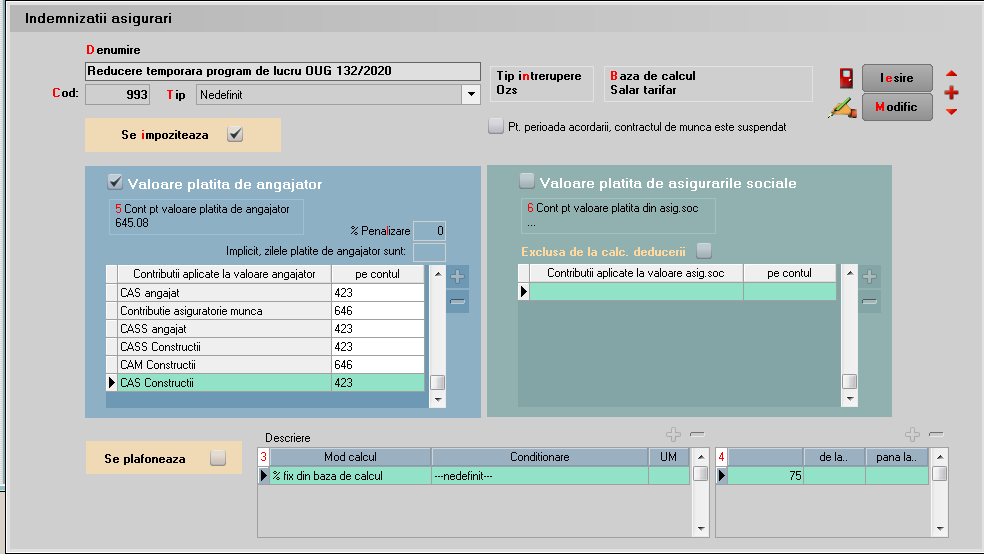 Indemnizatii asigurari
Denumire
Reducere temporara program de lucru OUG 132/2020
Cod: 993 Tip Nedefinit
Tip intrerupere
Ozs
Baza de calcul
Salar tarifar
Iesire
Modific
Se impoziteaza
Pt. perioada acordarii, contractul de munca este suspendat
Valoare platita de angajator
5 Cont pt valoare platita de angajator
645.08
% Penalizare 0
Implicit, zilele platite de angajator sunt:
Contributii aplicate la valoare angajator pe contul
CAS angajat 423
Contributie asiguratorie munca 646
CASS angajat 423
CASS Constructii 423
CAM Constructii 646
CAS Constructii 423
Valoare platita de asigurarile sociale
6 Cont pt valoare platita din asig.soc
...
Exclusa de la calc. deducerii
Contributii aplicate la valoare asig.soc pe contul
Se plafoneaza
Descriere
3 Mod calcul Conditionare UM
% fix din baza de calcul ---nedefinit---
4 de la.. pana la..
75